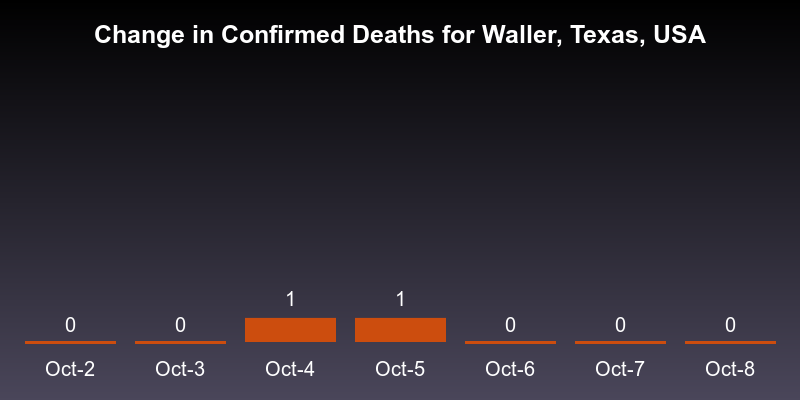 Change in Confirmed Deaths for Waller, Texas, USA
0 0 1 1 0 0 0
Oct-2 Oct-3 Oct-4 Oct-5 Oct-6 Oct-7 Oct-8